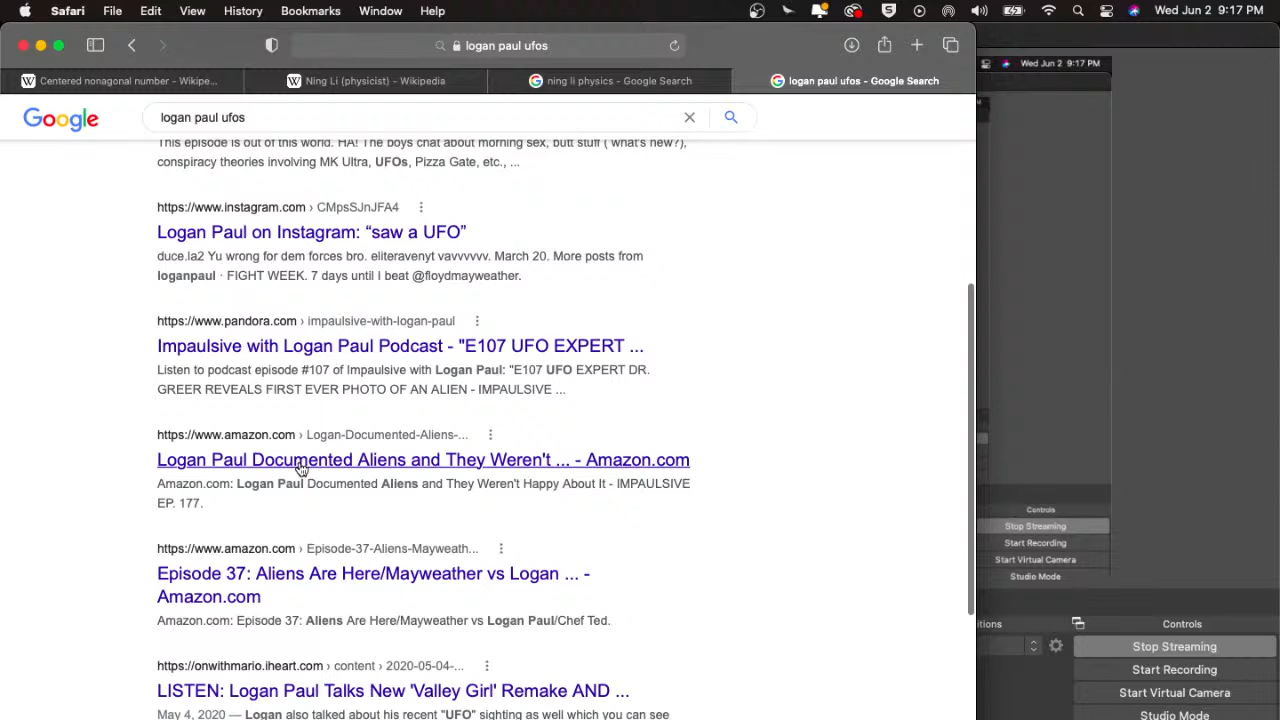 Safari File Edit View History Bookmarks Window Help Wed Jun 2 9:17 PM
logan paul ufos
Centered nonagonal number - Wikipe... Ning Li (physicist) - Wikipedia ning li physics - Google Search logan paul ufos - Google Search
Wed Jun 2 9:17 PM
Google logan paul ufos
This episode is out of this world. HA! The boys chat about morning sex, butt stuff ( what's new?),
conspiracy theories involving MK Ultra, UFOs, Pizza Gate, etc., ...
https://www.instagram.com › CMpsSJnJFA4
Logan Paul on Instagram: “saw a UFO”
duce.la2 Yu wrong for dem forces bro. eliteravenyt vavvvvvv. March 20. More posts from
loganpaul · FIGHT WEEK. 7 days until I beat @floydmayweather.
https://www.pandora.com › impaulsive-with-logan-paul
Impaulsive with Logan Paul Podcast - "E107 UFO EXPERT ...
Listen to podcast episode #107 of Impaulsive with Logan Paul: "E107 UFO EXPERT DR.
GREER REVEALS FIRST EVER PHOTO OF AN ALIEN - IMPAULSIVE ...
https://www.amazon.com › Logan-Documented-Aliens-...
Logan Paul Documented Aliens and They Weren't ... - Amazon.com
Amazon.com: Logan Paul Documented Aliens and They Weren't Happy About It - IMPAULSIVE
EP. 177.
https://www.amazon.com › Episode-37-Aliens-Mayweath...
Episode 37: Aliens Are Here/Mayweather vs Logan ... -
Amazon.com
Amazon.com: Episode 37: Aliens Are Here/Mayweather vs Logan Paul/Chef Ted.
https://onwithmario.iheart.com › content › 2020-05-04-...
LISTEN: Logan Paul Talks New 'Valley Girl' Remake AND ...
May 4, 2020 — Logan also talked about his recent "UFO" sighting as well which you can see
Controls
Stop Streaming
Start Recording
Start Virtual Camera
Studio Mode
itions Controls
Stop Streaming
Start Recording
Start Virtual Camera
Studio Mode